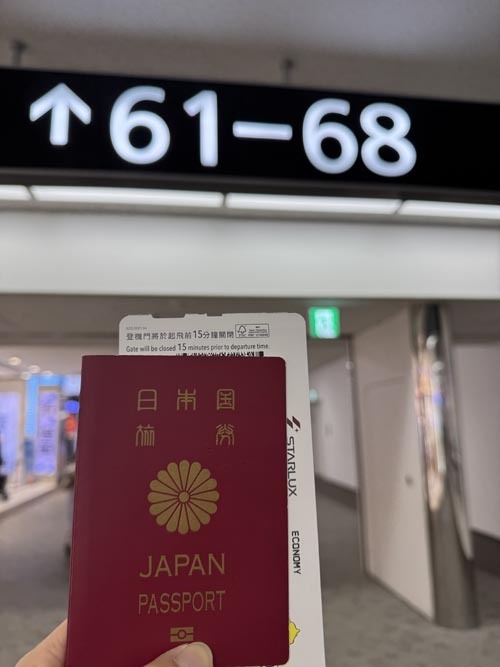 ↑61–68
登機門將於起飛前15分鐘關閉
Gate will be closed 15 minutes prior to departure time.
日本国
旅券
JAPAN
PASSPORT
STARLUX
ECONOMY